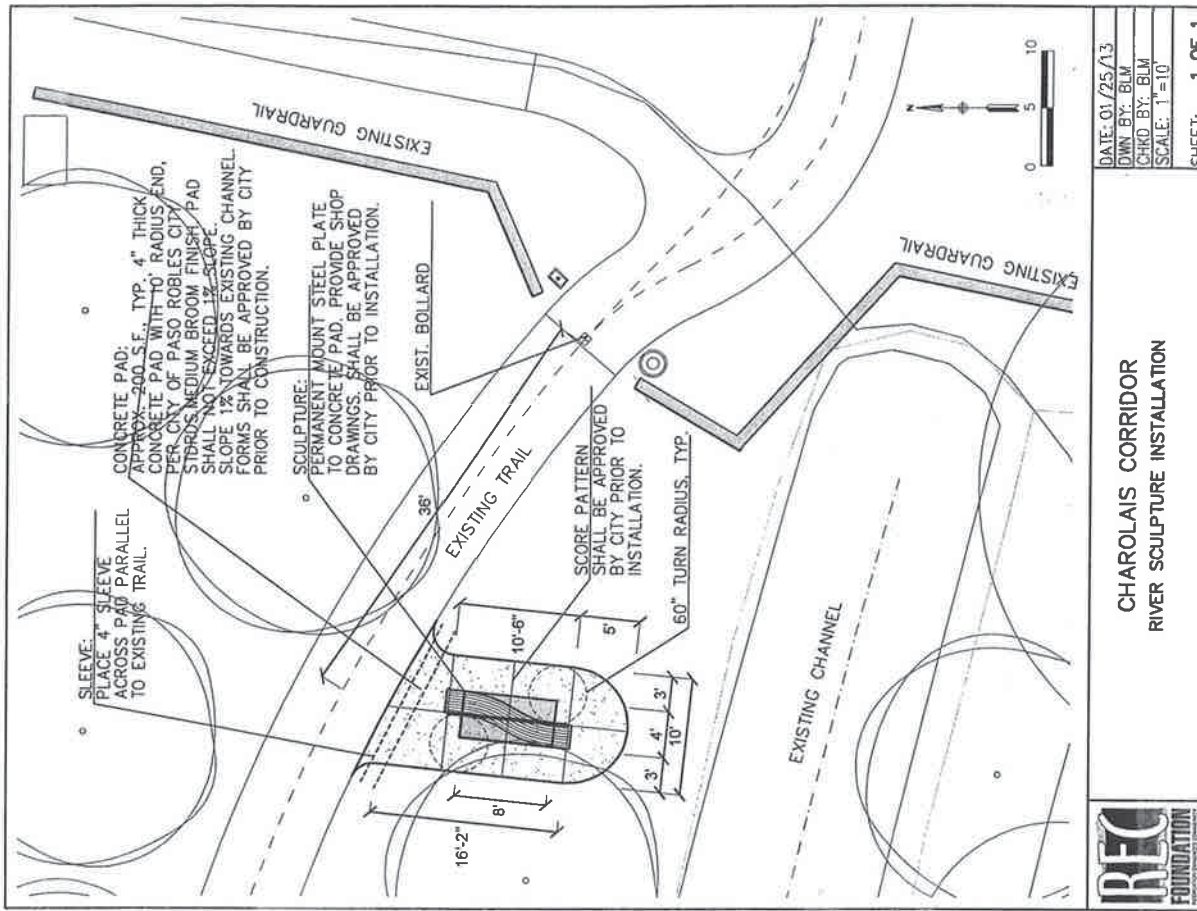 SLEEVE:
PLACE 4" SLEEVE
ACROSS PAD PARALLEL
TO EXISTING TRAIL.
CONCRETE PAD:
APPROX. 200 S.F., TYP. 4" THICK
CONCRETE PAD WITH 10' RADIUS END,
PER CITY OF PASO ROBLES CITY
STDRDS.MEDIUM BROOM FINISH PAD
SHALL NOT EXCEED 1% SLOPE.
SLOPE 1% TOWARDS EXISTING CHANNEL.
FORMS SHALL BE APPROVED BY CITY
PRIOR TO CONSTRUCTION.
SCULPTURE:
PERMANENT MOUNT STEEL PLATE
TO CONCRETE PAD. PROVIDE SHOP
DRAWINGS. SHALL BE APPROVED
BY CITY PRIOR TO INSTALLATION.
EXIST. BOLLARD
EXISTING GUARDRAIL
36'
EXISTING TRAIL
SCORE PATTERN
SHALL BE APPROVED
BY CITY PRIOR TO
INSTALLATION.
60" TURN RADIUS, TYP.
16'-2"
8'
10'-6"
5'
3'
4'
3'
10'
EXISTING CHANNEL
EXISTING GUARDRAIL
N
0 5 10
REC
FOUNDATION
CHAROLAIS CORRIDOR
RIVER SCULPTURE INSTALLATION
DATE: 01/25/13
DWN BY: BLM
CHKD BY: BLM
SCALE: 1"=10'
SHEET: 1 OF 1